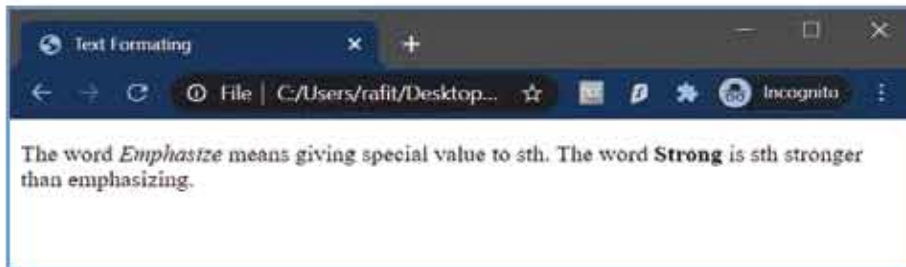 Text Formating
File | C:/Users/rafit/Desktop...
Incognito
The word Emphasize means giving special value to sth. The word Strong is sth stronger
than emphasizing.